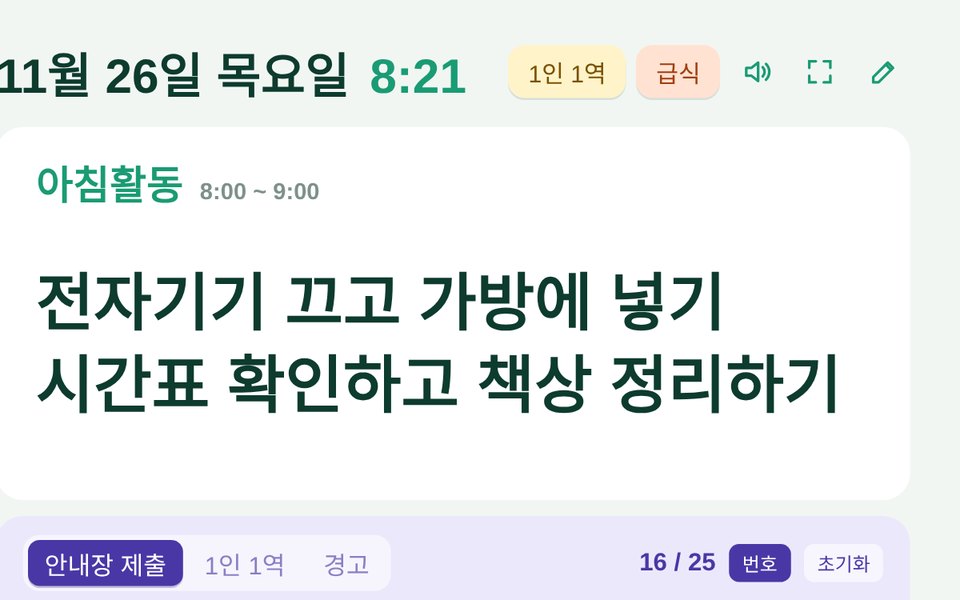 11월 26일 목요일 8:21 1인 1역 급식
아침활동 8:00 ~ 9:00
전자기기 끄고 가방에 넣기
시간표 확인하고 책상 정리하기
안내장 제출 1인 1역 경고 16 / 25 번호 초기화